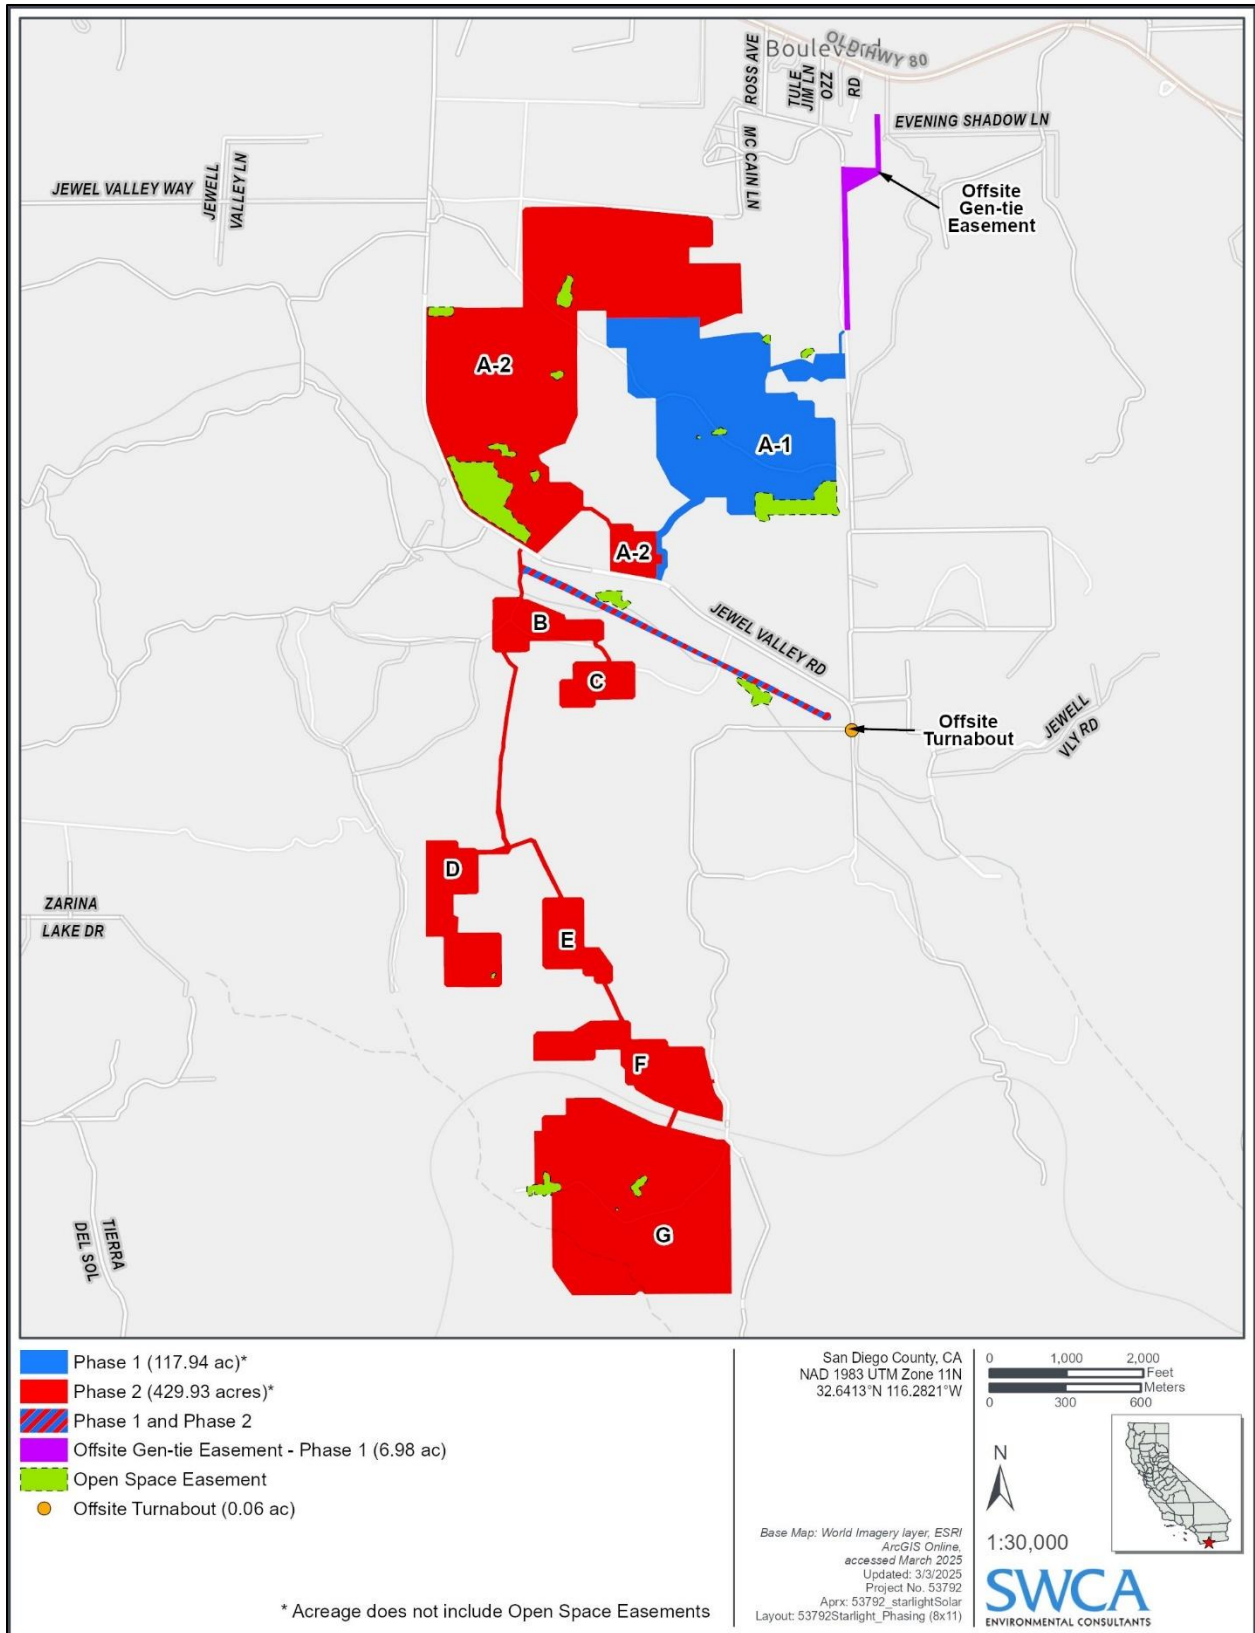 Boulevard
OLD HWY 80
ROSS AVE
TULE
JIM LN
OZZ
RD
EVENING SHADOW LN
MC CAIN LN
JEWEL VALLEY WAY
JEWELL
VALLEY LN
Offsite
Gen-tie
Easement
A-2
A-1
A-2
B
JEWEL VALLEY RD
C
Offsite
Turnabout
JEWELL
VLY RD
D
ZARINA
LAKE DR
E
F
G
TIERRA
DEL SOL
Phase 1 (117.94 ac)*
Phase 2 (429.93 acres)*
Phase 1 and Phase 2
Offsite Gen-tie Easement - Phase 1 (6.98 ac)
Open Space Easement
Offsite Turnabout (0.06 ac)
* Acreage does not include Open Space Easements
San Diego County, CA
NAD 1983 UTM Zone 11N
32.6413°N 116.2821°W
Base Map: World Imagery layer, ESRI
ArcGIS Online,
accessed March 2025
Updated: 3/3/2025
Project No. 53792
Aprx: 53792_starlightSolar
Layout: 53792Starlight_Phasing (8x11)
0 1,000 2,000
Feet
Meters
0 300 600
N
1:30,000
SWCA
ENVIRONMENTAL CONSULTANTS